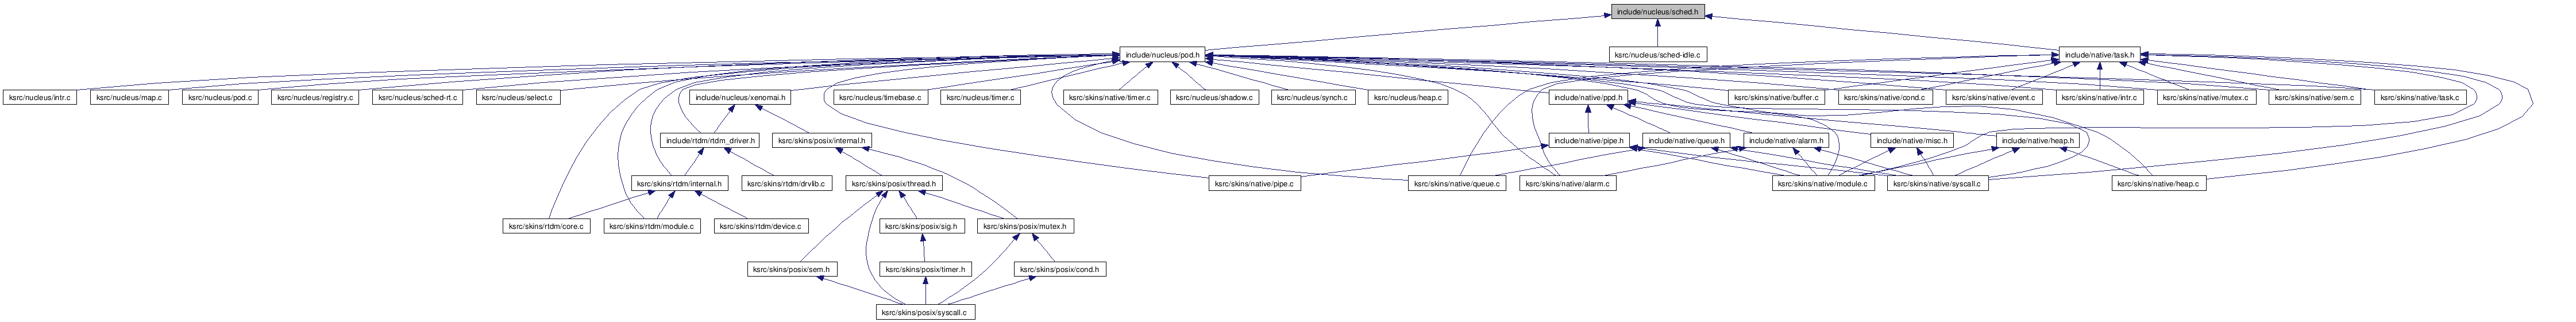 include/nucleus/sched.h
include/nucleus/pod.h
ksrc/nucleus/sched-idle.c
include/native/task.h
ksrc/nucleus/intr.c
ksrc/nucleus/map.c
ksrc/nucleus/pod.c
ksrc/nucleus/registry.c
ksrc/nucleus/sched-rt.c
ksrc/nucleus/select.c
include/nucleus/xenomai.h
ksrc/nucleus/timebase.c
ksrc/nucleus/timer.c
ksrc/skins/native/timer.c
ksrc/nucleus/shadow.c
ksrc/nucleus/synch.c
ksrc/nucleus/heap.c
include/native/ppd.h
ksrc/skins/native/buffer.c
ksrc/skins/native/cond.c
ksrc/skins/native/event.c
ksrc/skins/native/intr.c
ksrc/skins/native/mutex.c
ksrc/skins/native/sem.c
ksrc/skins/native/task.c
include/rtdm/rtdm_driver.h
ksrc/skins/posix/internal.h
include/native/pipe.h
include/native/queue.h
include/native/alarm.h
include/native/misc.h
include/native/heap.h
ksrc/skins/rtdm/internal.h
ksrc/skins/rtdm/drvlib.c
ksrc/skins/posix/thread.h
ksrc/skins/native/pipe.c
ksrc/skins/native/queue.c
ksrc/skins/native/alarm.c
ksrc/skins/native/module.c
ksrc/skins/native/syscall.c
ksrc/skins/native/heap.c
ksrc/skins/rtdm/core.c
ksrc/skins/rtdm/module.c
ksrc/skins/rtdm/device.c
ksrc/skins/posix/sig.h
ksrc/skins/posix/mutex.h
ksrc/skins/posix/sem.h
ksrc/skins/posix/timer.h
ksrc/skins/posix/cond.h
ksrc/skins/posix/syscall.c